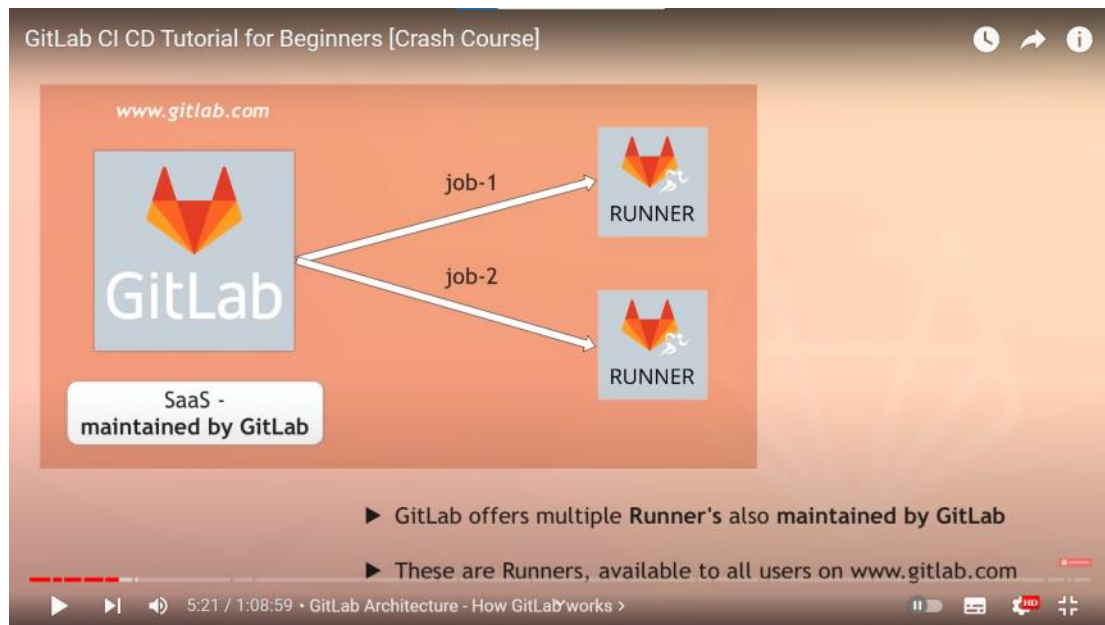 GitLab CI CD Tutorial for Beginners [Crash Course]
www.gitlab.com
GitLab
job-1
RUNNER
job-2
RUNNER
SaaS -
maintained by GitLab
▶ GitLab offers multiple Runner's also maintained by GitLab
▶ These are Runners, available to all users on www.gitlab.com
5:21 / 1:08:59 • GitLab Architecture - How GitLab works >
HD